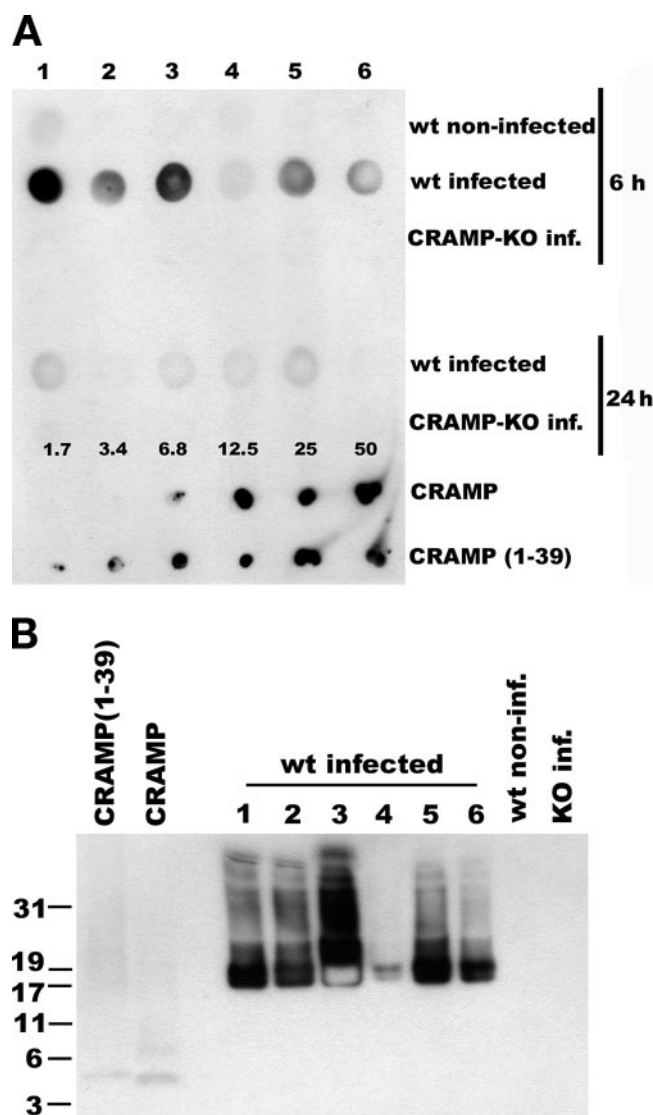 A
1 2 3 4 5 6
wt non-infected
wt infected
6 h
CRAMP-KO inf.
wt infected
24 h
CRAMP-KO inf.
1.7 3.4 6.8 12.5 25 50
CRAMP
CRAMP (1-39)
B
CRAMP(1-39)
CRAMP
wt infected
wt non-inf.
KO inf.
1 2 3 4 5 6
31
19
17
11
6
3